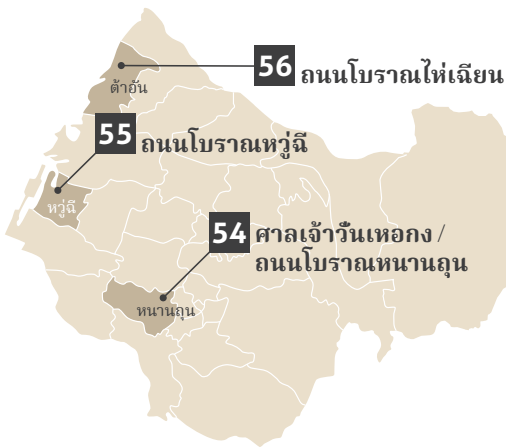 56 ถนนโบราณไห่เฉียน
ต้าอัน
55 ถนนโบราณหวู่ฉี
หวู่ฉี
54 ศาลเจ้าวั่นเหอกง /
ถนนโบราณหนานถุน
หนานถุน